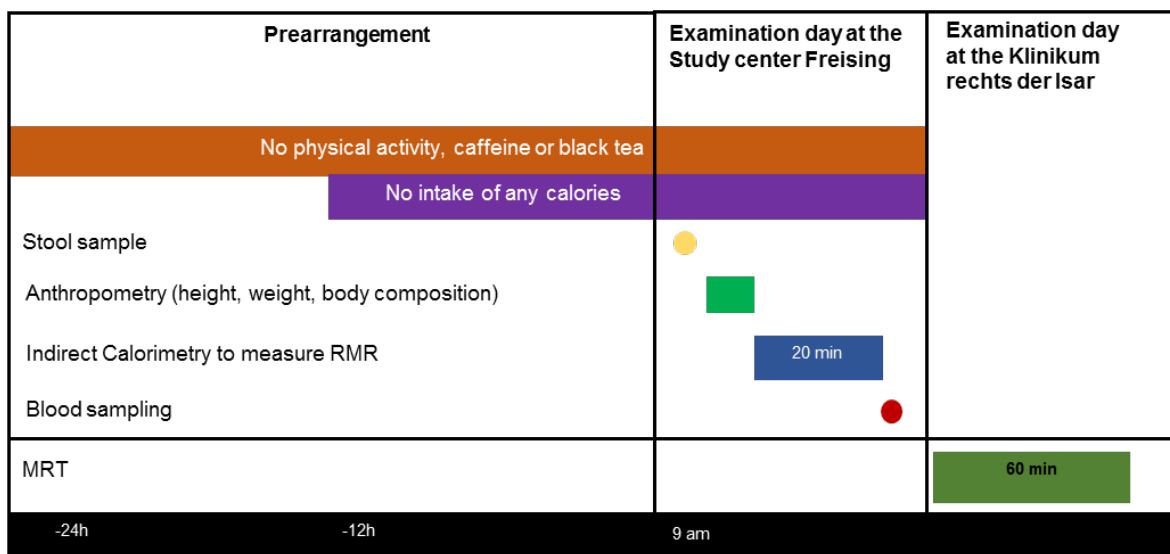 Prearrangement
Examination day at the
Study center Freising
Examination day
at the Klinikum
rechts der Isar
No physical activity, caffeine or black tea
No intake of any calories
Stool sample
Anthropometry (height, weight, body composition)
Indirect Calorimetry to measure RMR
20 min
Blood sampling
MRT
60 min
-24h
-12h
9 am